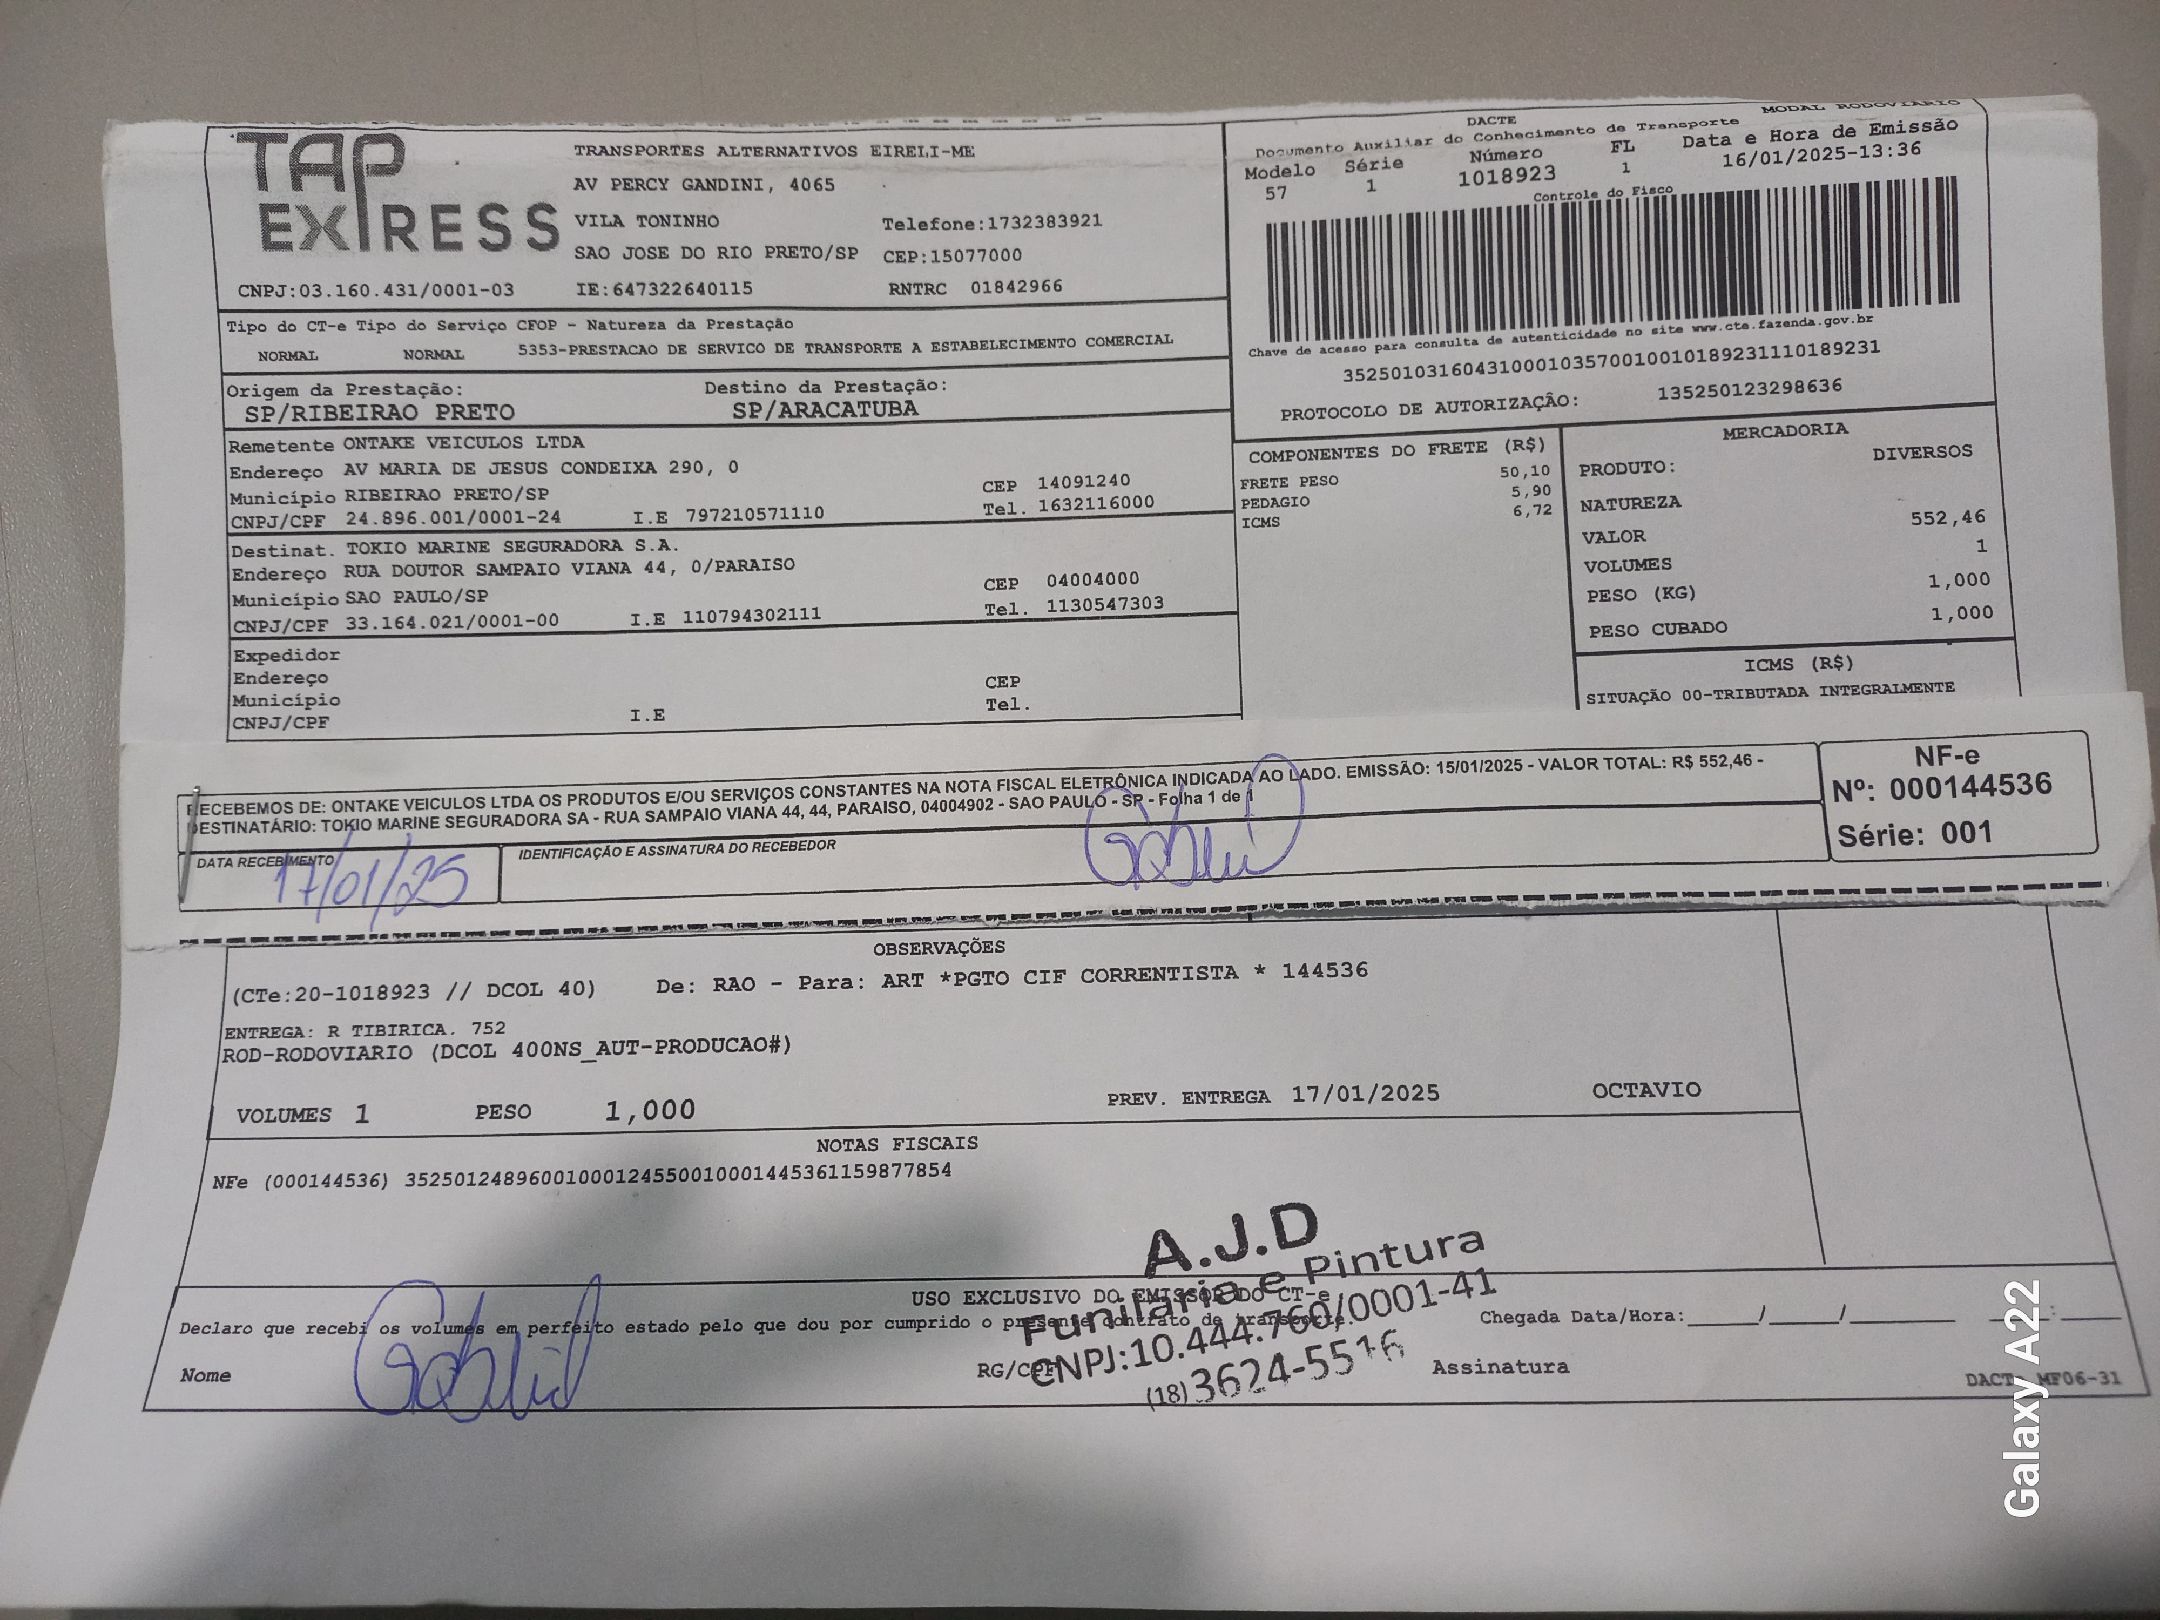 TAP EXPRESS
TRANSPORTES ALTERNATIVOS EIRELI-ME
AV PERCY GANDINI, 4065
VILA TONINHO Telefone:1732383921
SAO JOSE DO RIO PRETO/SP CEP:15077000
CNPJ:03.160.431/0001-03 IE:647322640115 RNTRC 01842966
DACTE MODAL RODOVIARIO
Documento Auxiliar do Conhecimento de Transporte
Modelo Série Número FL Data e Hora de Emissão
57 1 1018923 1 16/01/2025-13:36
Controle do Fisco
Chave de acesso para consulta de autenticidade no site www.cte.fazenda.gov.br
35250103160431000103570010010189231110189231
PROTOCOLO DE AUTORIZAÇÃO: 135250123298636
Tipo do CT-e Tipo do Serviço CFOP - Natureza da Prestação
NORMAL NORMAL 5353-PRESTACAO DE SERVICO DE TRANSPORTE A ESTABELECIMENTO COMERCIAL
Origem da Prestação: Destino da Prestação:
SP/RIBEIRAO PRETO SP/ARACATUBA
Remetente ONTAKE VEICULOS LTDA
Endereço AV MARIA DE JESUS CONDEIXA 290, 0
Município RIBEIRAO PRETO/SP CEP 14091240
CNPJ/CPF 24.896.001/0001-24 I.E 797210571110 Tel. 1632116000
Destinat. TOKIO MARINE SEGURADORA S.A.
Endereço RUA DOUTOR SAMPAIO VIANA 44, 0/PARAISO
Município SAO PAULO/SP CEP 04004000
CNPJ/CPF 33.164.021/0001-00 I.E 110794302111 Tel. 1130547303
Expedidor
Endereço
Município CEP
CNPJ/CPF I.E Tel.
COMPONENTES DO FRETE (R$)
FRETE PESO 50,10
PEDAGIO 5,90
ICMS 6,72
MERCADORIA
PRODUTO: DIVERSOS
NATUREZA
VALOR 552,46
VOLUMES 1
PESO (KG) 1,000
PESO CUBADO 1,000
ICMS (R$)
SITUAÇÃO 00-TRIBUTADA INTEGRALMENTE
RECEBEMOS DE: ONTAKE VEICULOS LTDA OS PRODUTOS E/OU SERVIÇOS CONSTANTES NA NOTA FISCAL ELETRÔNICA INDICADA AO LADO. EMISSÃO: 15/01/2025 - VALOR TOTAL: R$ 552,46 -
DESTINATÁRIO: TOKIO MARINE SEGURADORA SA - RUA SAMPAIO VIANA 44, 44, PARAISO, 04004902 - SAO PAULO - SP - Folha 1 de 1
DATA RECEBIMENTO IDENTIFICAÇÃO E ASSINATURA DO RECEBEDOR
17/01/25
NF-e
Nº: 000144536
Série: 001
OBSERVAÇÕES
(CTe:20-1018923 // DCOL 40) De: RAO - Para: ART *PGTO CIF CORRENTISTA * 144536
ENTREGA: R TIBIRICA. 752
ROD-RODOVIARIO (DCOL 400NS_AUT-PRODUCAO#)
VOLUMES 1 PESO 1,000 PREV. ENTREGA 17/01/2025 OCTAVIO
NOTAS FISCAIS
NFe (000144536) 35250124896001000124550010001445361159877854
A.J.D
Funilaria e Pintura
CNPJ:10.444.760/0001-41
(18)3624-5516
USO EXCLUSIVO DO EMISSOR DO CT-e
Declaro que recebi os volumes em perfeito estado pelo que dou por cumprido o presente contrato de transporte. Chegada Data/Hora:_____/_____/________ ___:____
Nome RG/CPF Assinatura
DACTE MF06-31
Galaxy A22